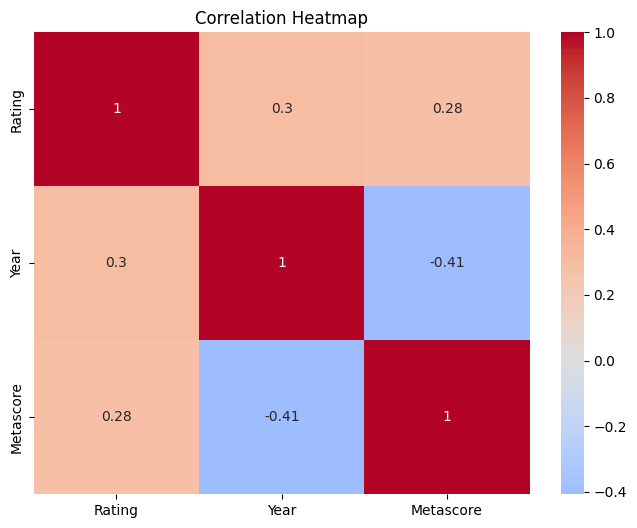 Correlation Heatmap
Rating
1
0.3
0.28
Year
0.3
1
-0.41
Metascore
0.28
-0.41
1
Rating
Year
Metascore
1.0
0.8
0.6
0.4
0.2
0.0
−0.2
−0.4